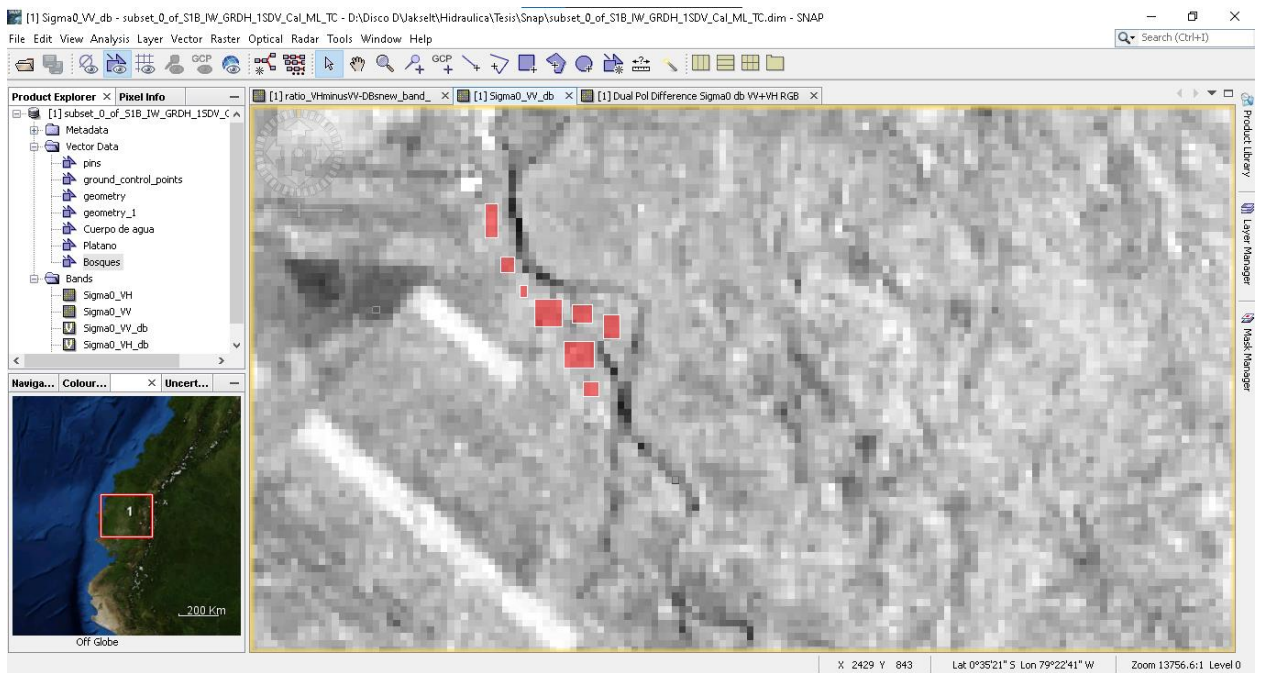 [1] Sigma0_VV_db - subset_0_of_S1B_IW_GRDH_1SDV_Cal_ML_TC - D:\Disco D\Jakselt\Hidraulica\Tesis\Snap\subset_0_of_S1B_IW_GRDH_1SDV_Cal_ML_TC.dim - SNAP
File Edit View Analysis Layer Vector Raster Optical Radar Tools Window Help
Search (Ctrl+I)
GCP GCP
Product Explorer Pixel Info
[1] ratio_VHminusVV-DBsnew_band_ [1] Sigma0_VV_db [1] Dual Pol Difference Sigma0 db VV+VH RGB
[1] subset_0_of_S1B_IW_GRDH_1SDV_C
Metadata
Vector Data
pins
ground_control_points
geometry
geometry_1
Cuerpo de agua
Platano
Bosques
Bands
Sigma0_VH
Sigma0_VV
Sigma0_VV_db
Sigma0_VH_db
Product Library
Layer Manager
Mask Manager
Naviga... Colour... Uncert...
1
200 Km
Off Globe
X 2429 Y 843 Lat 0°35'21" S Lon 79°22'41" W Zoom 13756.6:1 Level 0